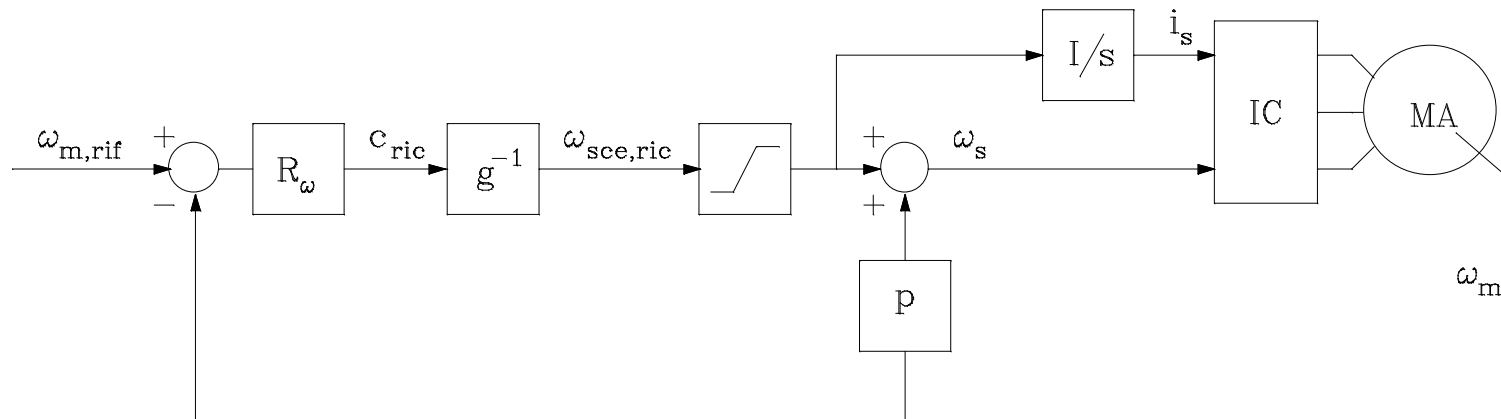 I/s
i_s
IC
MA
ω_m,rif
+
−
R_ω
c_ric
g⁻¹
ω_sce,ric
+
+
ω_s
p
ω_m